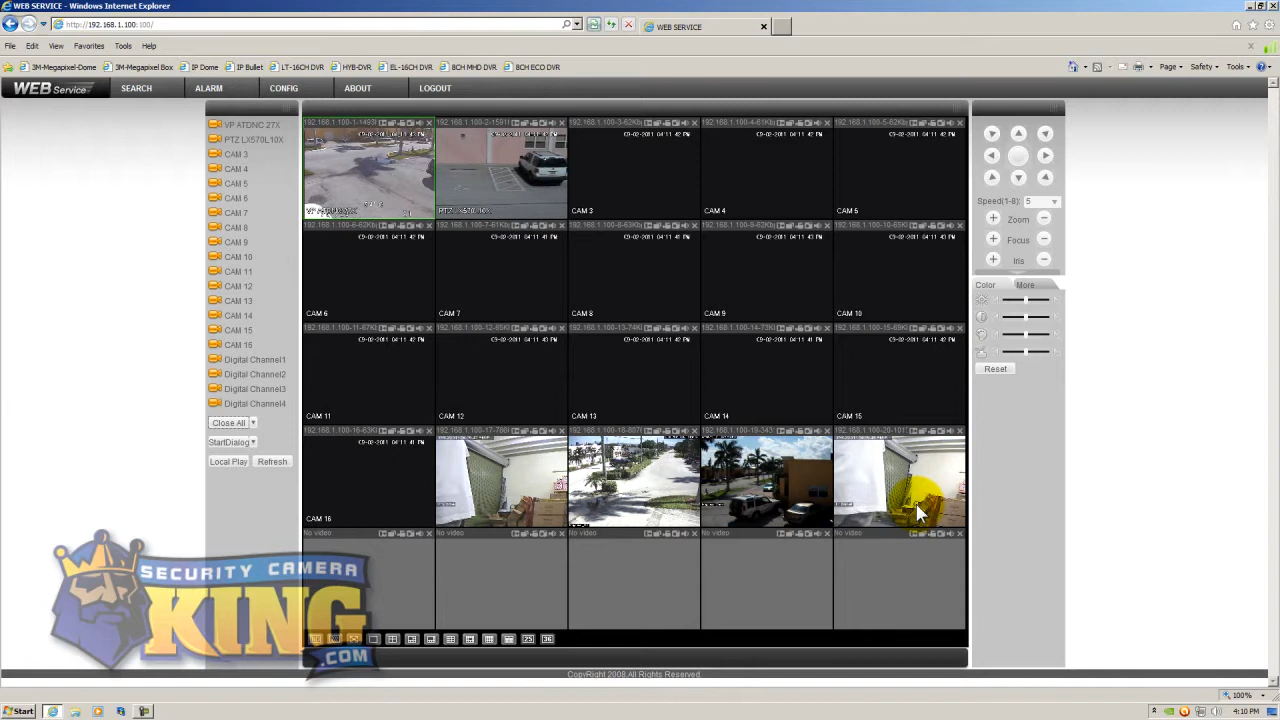 WEB SERVICE - Windows Internet Explorer
http://192.168.1.100:100/
WEB SERVICE
File Edit View Favorites Tools Help
3M-Megapixel-Dome 3M-Megapixel Box IP Dome IP Bullet LT-16CH DVR HYB-DVR EL-16CH DVR 8CH MHD DVR 8CH ECO DVR
Page Safety Tools
WEB Service SEARCH ALARM CONFIG ABOUT LOGOUT
VP ATDNC 27X
PTZ LX570L10X
CAM 3
CAM 4
CAM 5
CAM 6
CAM 7
CAM 8
CAM 9
CAM 10
CAM 11
CAM 12
CAM 13
CAM 14
CAM 15
CAM 16
Digital Channel1
Digital Channel2
Digital Channel3
Digital Channel4
Close All
StartDialog
Local Play Refresh
PTZ LX570L10X CAM 3 CAM 4 CAM 5
CAM 6 CAM 7 CAM 8 CAM 9 CAM 10
CAM 11 CAM 12 CAM 13 CAM 14 CAM 15
CAM 16
No video No video No video No video No video
25 36
Speed(1-8): 5
Zoom
Focus
Iris
Color More
Reset
SECURITY CAMERA
KING
.COM
CopyRight 2008,All Rights Reserved.
100%
Start 4:10 PM